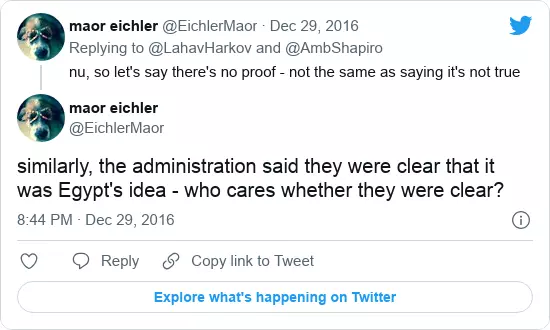 maor eichler @EichlerMaor · Dec 29, 2016
Replying to @LahavHarkov and @AmbShapiro
nu, so let's say there's no proof - not the same as saying it's not true
maor eichler
@EichlerMaor
similarly, the administration said they were clear that it
was Egypt's idea - who cares whether they were clear?
8:44 PM · Dec 29, 2016
Reply Copy link to Tweet
Explore what's happening on Twitter